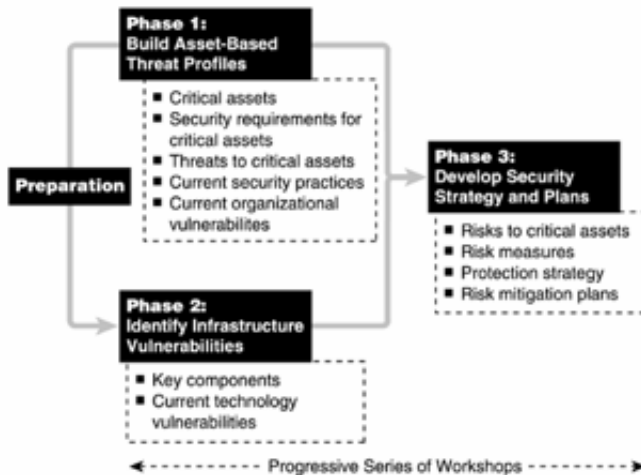 Phase 1:
Build Asset-Based
Threat Profiles
■ Critical assets
■ Security requirements for
critical assets
■ Threats to critical assets
■ Current security practices
■ Current organizational
vulnerabilites
Preparation
Phase 2:
Identify Infrastructure
Vulnerabilities
■ Key components
■ Current technology
vulnerabilities
Phase 3:
Develop Security
Strategy and Plans
■ Risks to critical assets
■ Risk measures
■ Protection strategy
■ Risk mitigation plans
Progressive Series of Workshops